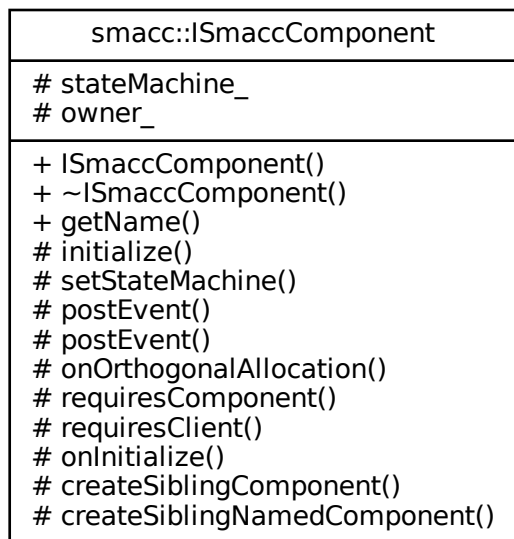 smacc::ISmaccComponent
# stateMachine_
# owner_
+ ISmaccComponent()
+ ~ISmaccComponent()
+ getName()
# initialize()
# setStateMachine()
# postEvent()
# postEvent()
# onOrthogonalAllocation()
# requiresComponent()
# requiresClient()
# onInitialize()
# createSiblingComponent()
# createSiblingNamedComponent()